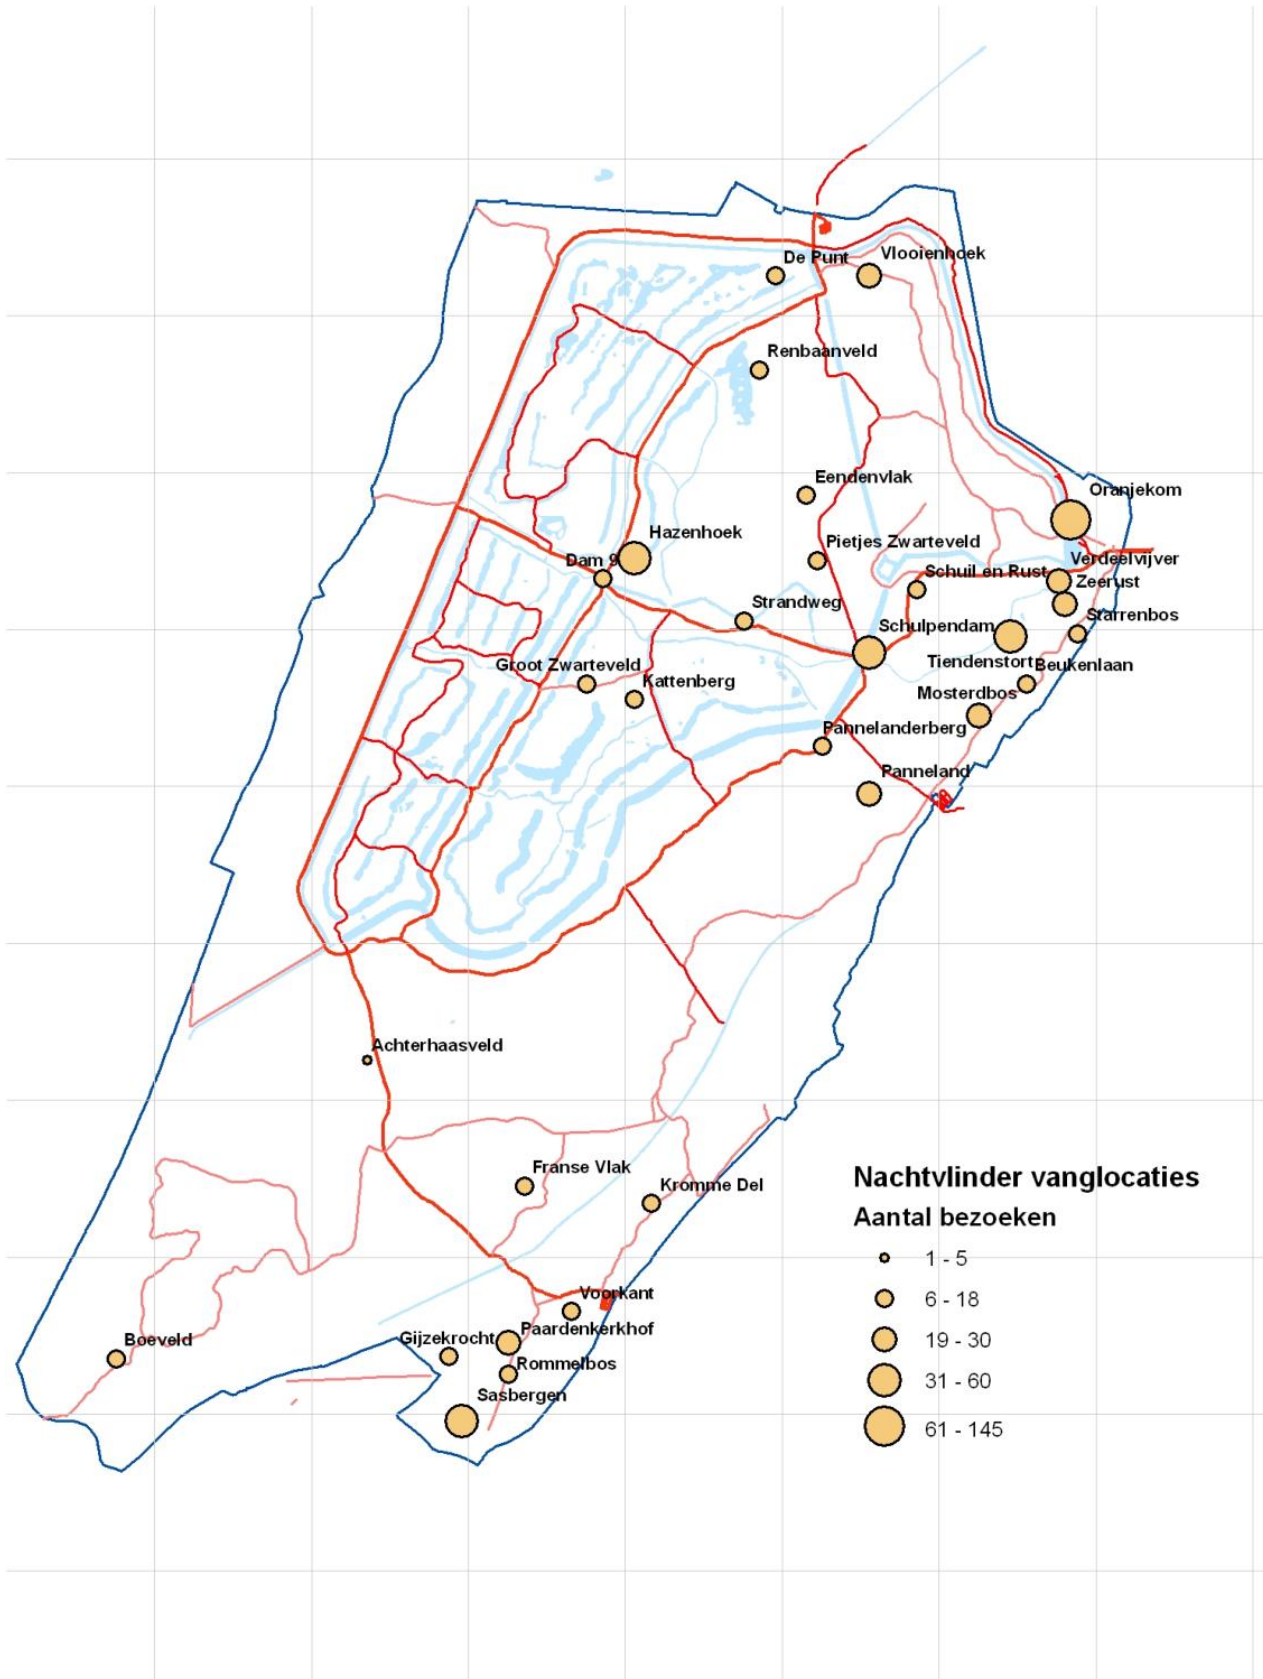 De Punt
Vlooienhoek
Renbaanveld
Eendenvlak
Oranjekom
Hazenhoek
Pietjes Zwarteveld
Dam 9
Verdeelvijver
Schuil en Rust
Zeerust
Strandweg
Starrenbos
Schulpendam
Groot Zwarteveld
Tiendenstort
Beukenlaan
Kattenberg
Mosterdbos
Pannelanderberg
Panneland
Achterhaasveld
Franse Vlak
Kromme Del
Voorkant
Paardenkerkhof
Gijzekrocht
Boeveld
Rommelbos
Sasbergen
Nachtvlinder vanglocaties
Aantal bezoeken
1 - 5
6 - 18
19 - 30
31 - 60
61 - 145